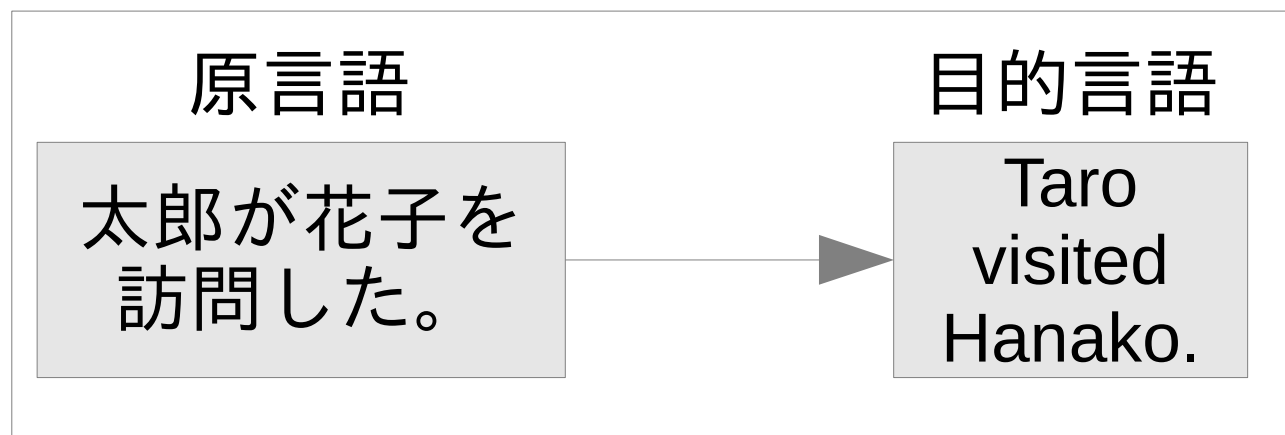 原言語
太郎が花子を
訪問した。
目的言語
Taro
visited
Hanako.